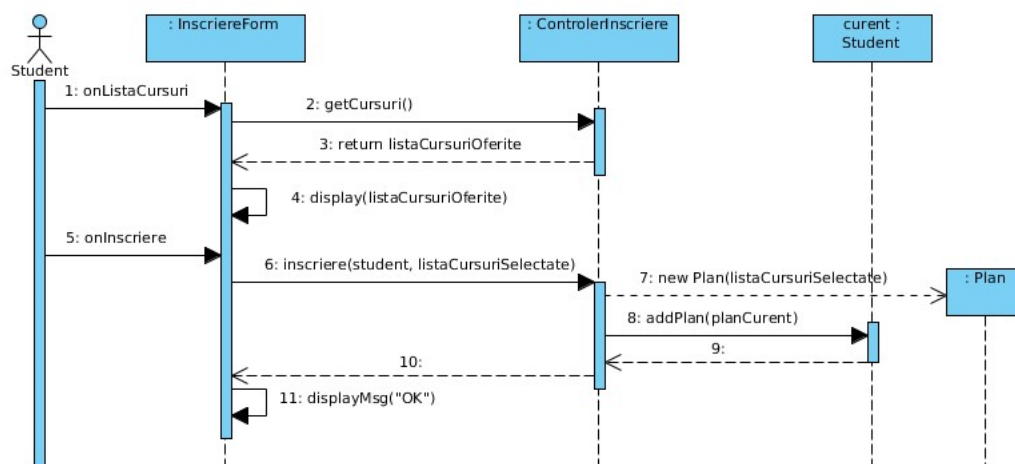 : InscriereForm
: ControlerInscriere
curent :
Student
Student
1: onListaCursuri
2: getCursuri()
3: return listaCursuriOferite
4: display(listaCursuriOferite)
5: onInscriere
6: inscriere(student, listaCursuriSelectate)
7: new Plan(listaCursuriSelectate)
: Plan
8: addPlan(planCurent)
9:
10:
11: displayMsg("OK")